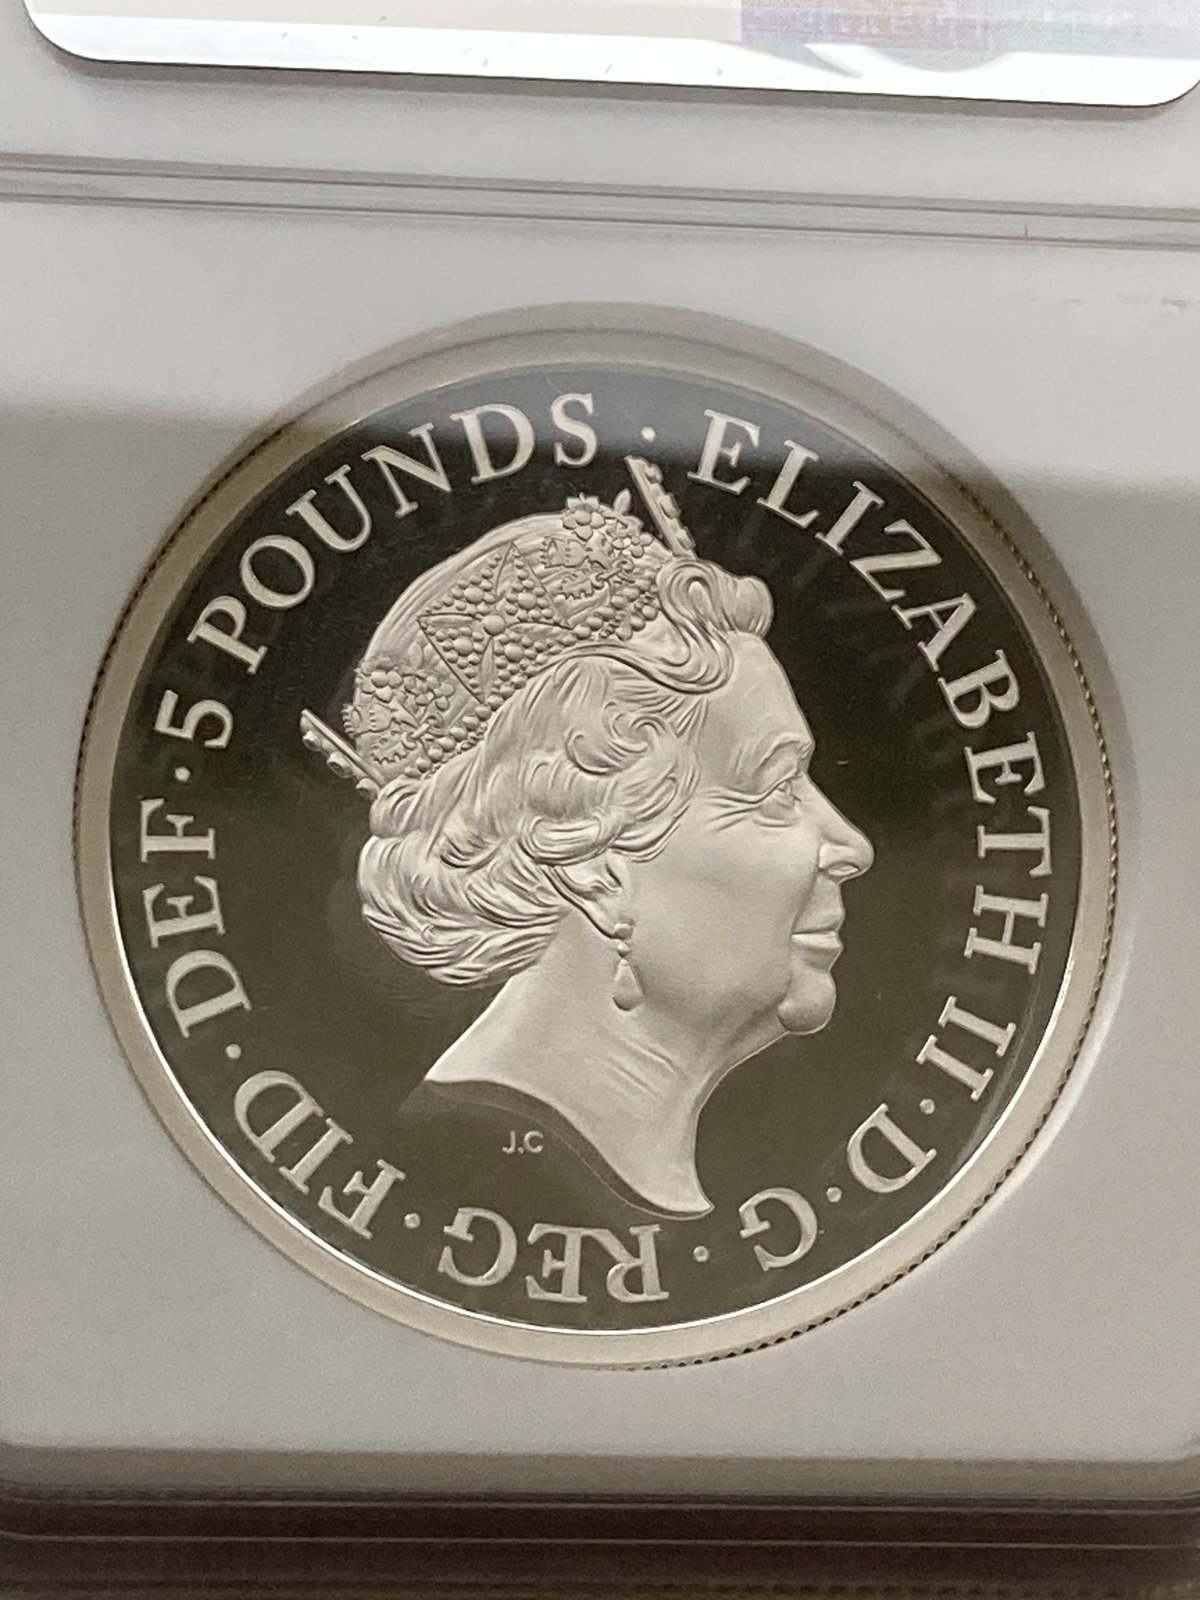 ELIZABETH II · D · G · REG · FID · DEF · 5 POUNDS ·
J.C